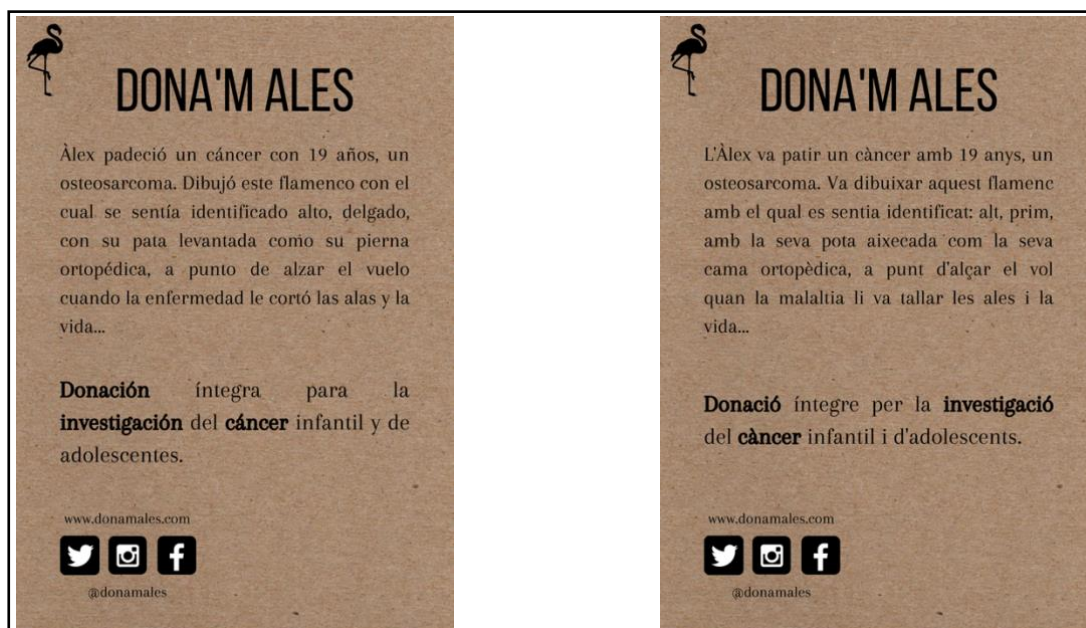 DONA'M ALES
Àlex padeció un cáncer con 19 años, un
osteosarcoma. Dibujó este flamenco con el
cual se sentía identificado alto, delgado,
con su pata levantada como su pierna
ortopédica, a punto de alzar el vuelo
cuando la enfermedad le cortó las alas y la
vida...
Donación íntegra para la
investigación del cáncer infantil y de
adolescentes.
www.donamales.com
@donamales
DONA'M ALES
L'Àlex va patir un càncer amb 19 anys, un
osteosarcoma. Va dibuixar aquest flamenc
amb el qual es sentia identificat: alt, prim,
amb la seva pota aixecada com la seva
cama ortopèdica, a punt d'alçar el vol
quan la malaltia li va tallar les ales i la
vida...
Donació íntegre per la investigació
del càncer infantil i d'adolescents.
www.donamales.com
@donamales